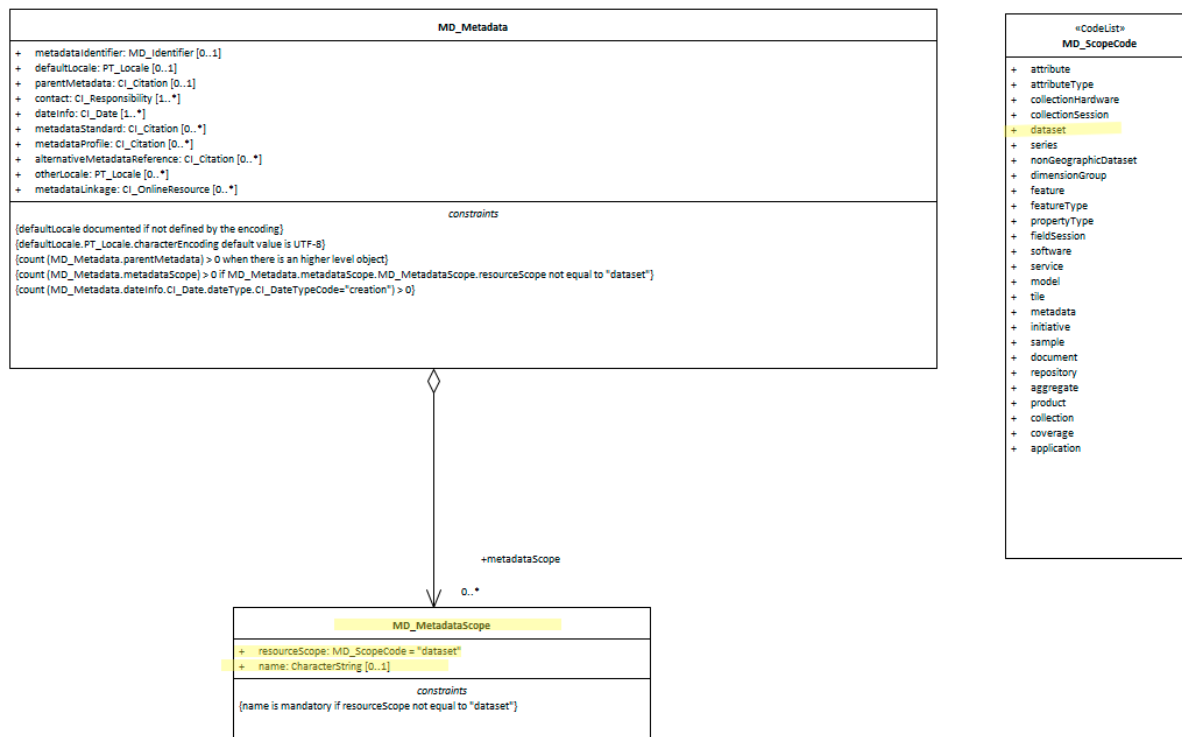 MD_Metadata
+ metadataIdentifier: MD_Identifier [0..1]
+ defaultLocale: PT_Locale [0..1]
+ parentMetadata: CI_Citation [0..1]
+ contact: CI_Responsibility [1..*]
+ dateInfo: CI_Date [1..*]
+ metadataStandard: CI_Citation [0..*]
+ metadataProfile: CI_Citation [0..*]
+ alternativeMetadataReference: CI_Citation [0..*]
+ otherLocale: PT_Locale [0..*]
+ metadataLinkage: CI_OnlineResource [0..*]
constraints
{defaultLocale documented if not defined by the encoding}
{defaultLocale.PT_Locale.characterEncoding default value is UTF-8}
{count (MD_Metadata.parentMetadata) > 0 when there is an higher level object}
{count (MD_Metadata.metadataScope) > 0 if MD_Metadata.metadataScope.MD_MetadataScope.resourceScope not equal to "dataset"}
{count (MD_Metadata.dateInfo.CI_Date.dateType.CI_DateTypeCode="creation") > 0}
+metadataScope
0..*
MD_MetadataScope
+ resourceScope: MD_ScopeCode = "dataset"
+ name: CharacterString [0..1]
constraints
{name is mandatory if resourceScope not equal to "dataset"}
«CodeList»
MD_ScopeCode
+ attribute
+ attributeType
+ collectionHardware
+ collectionSession
+ dataset
+ series
+ nonGeographicDataset
+ dimensionGroup
+ feature
+ featureType
+ propertyType
+ fieldSession
+ software
+ service
+ model
+ tile
+ metadata
+ initiative
+ sample
+ document
+ repository
+ aggregate
+ product
+ collection
+ coverage
+ application